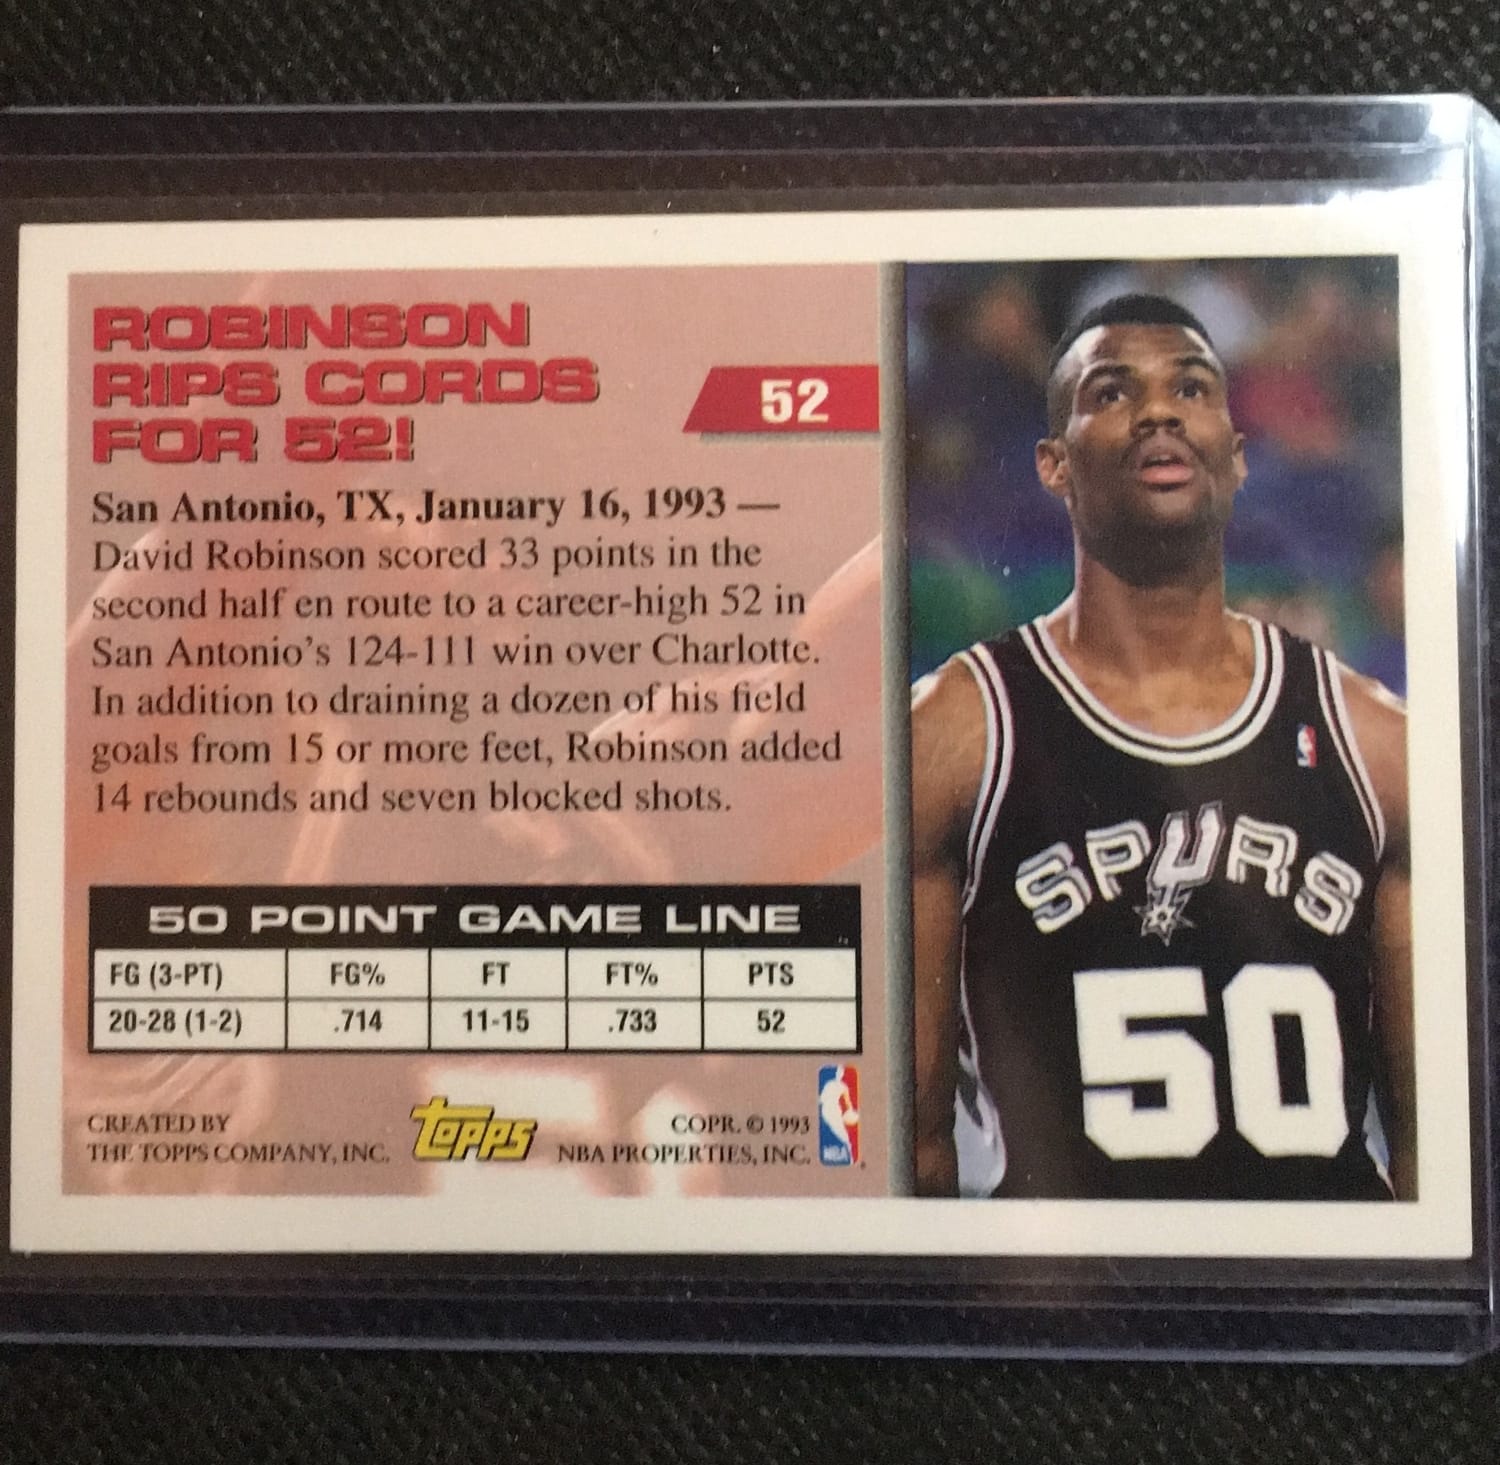 ROBINSON
RIPS CORDS
FOR 52!
52
San Antonio, TX, January 16, 1993 —
David Robinson scored 33 points in the
second half en route to a career-high 52 in
San Antonio's 124-111 win over Charlotte.
In addition to draining a dozen of his field
goals from 15 or more feet, Robinson added
14 rebounds and seven blocked shots.
50 POINT GAME LINE
FG (3-PT) FG% FT FT% PTS
20-28 (1-2) .714 11-15 .733 52
CREATED BY
THE TOPPS COMPANY, INC.
Topps
COPR. © 1993
NBA PROPERTIES, INC.
NBA
SPURS
50